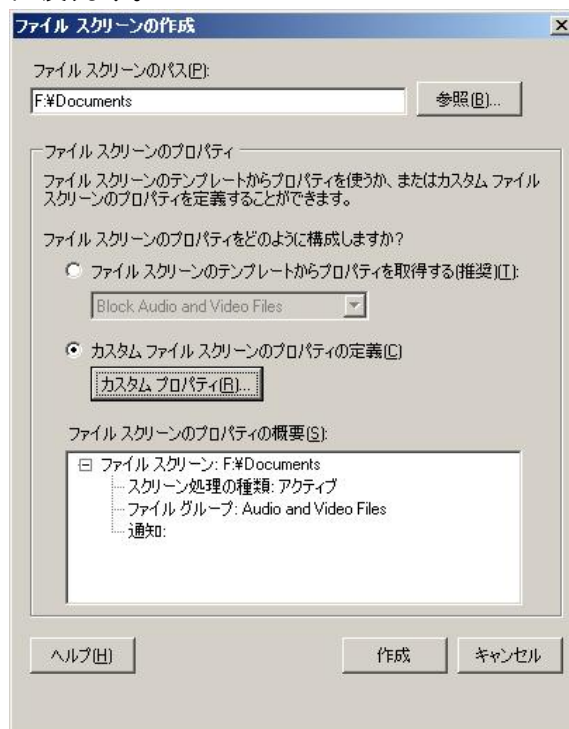 ファイル スクリーンの作成
ファイル スクリーンのパス(P):
F:¥Documents
参照(B)...
ファイル スクリーンのプロパティ
ファイル スクリーンのテンプレートからプロパティを使うか、またはカスタム ファイル
スクリーンのプロパティを定義することができます。
ファイル スクリーンのプロパティをどのように構成しますか?
ファイル スクリーンのテンプレートからプロパティを取得する(推奨)(T):
Block Audio and Video Files
カスタム ファイル スクリーンのプロパティの定義(C)
カスタム プロパティ(R)...
ファイル スクリーンのプロパティの概要(S):
ファイル スクリーン: F:¥Documents
スクリーン処理の種類: アクティブ
ファイル グループ: Audio and Video Files
通知:
ヘルプ(H)
作成
キャンセル